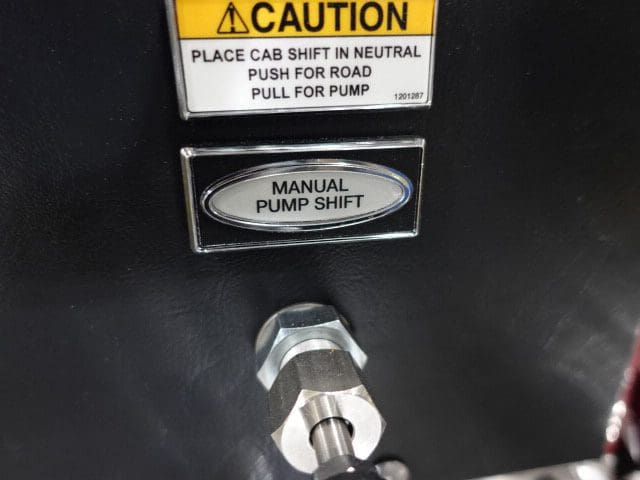 CAUTION
PLACE CAB SHIFT IN NEUTRAL
PUSH FOR ROAD
PULL FOR PUMP
1201287
MANUAL
PUMP SHIFT